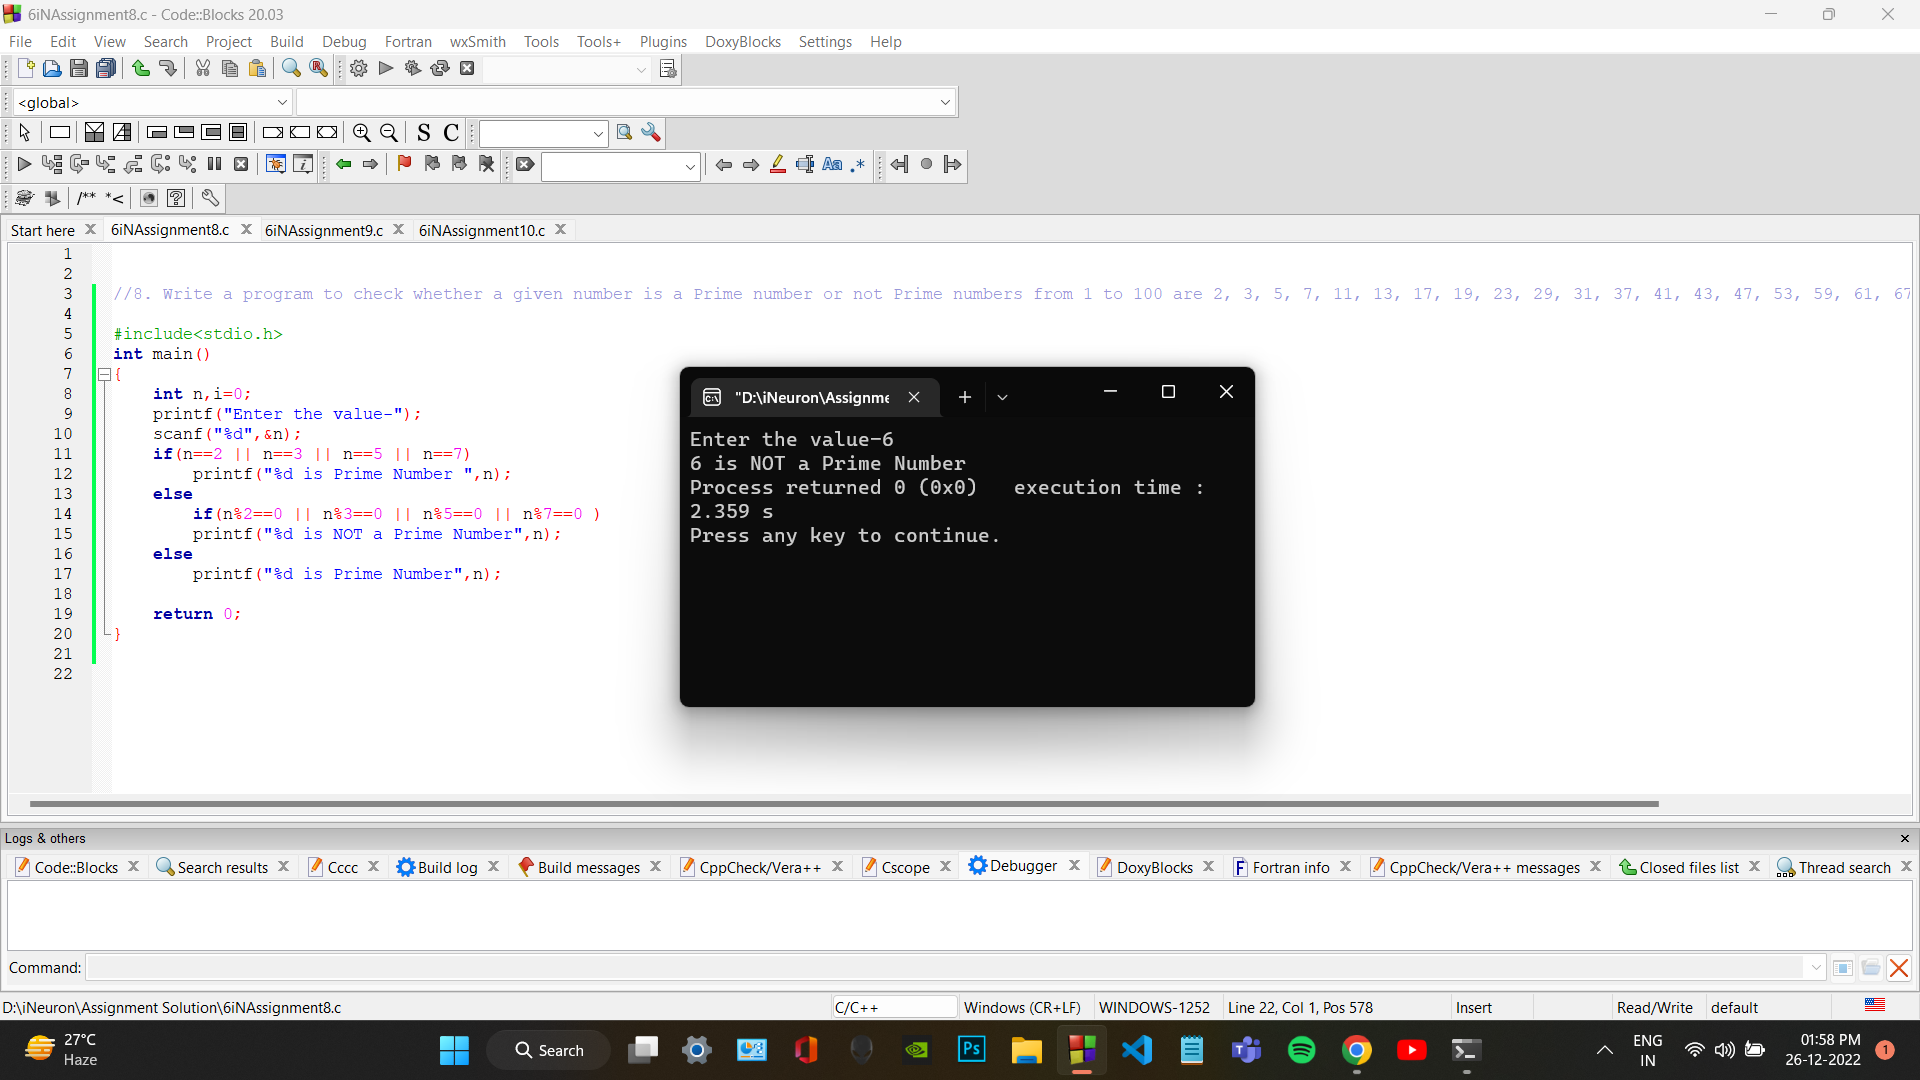 6iNAssignment8.c - Code::Blocks 20.03
File Edit View Search Project Build Debug Fortran wxSmith Tools Tools+ Plugins DoxyBlocks Settings Help
<global>
S C
Aa .*
/** *<
Start here 6iNAssignment8.c 6iNAssignment9.c 6iNAssignment10.c
1
2
3 //8. Write a program to check whether a given number is a Prime number or not Prime numbers from 1 to 100 are 2, 3, 5, 7, 11, 13, 17, 19, 23, 29, 31, 37, 41, 43, 47, 53, 59, 61, 67
4
5 #include<stdio.h>
6 int main()
7 {
8 int n,i=0;
9 printf("Enter the value-");
10 scanf("%d",&n);
11 if(n==2 || n==3 || n==5 || n==7)
12 printf("%d is Prime Number ",n);
13 else
14 if(n%2==0 || n%3==0 || n%5==0 || n%7==0 )
15 printf("%d is NOT a Prime Number",n);
16 else
17 printf("%d is Prime Number",n);
18
19 return 0;
20 }
21
22
"D:\iNeuron\Assignme
Enter the value-6
6 is NOT a Prime Number
Process returned 0 (0x0) execution time :
2.359 s
Press any key to continue.
Logs & others
Code::Blocks Search results Cccc Build log Build messages CppCheck/Vera++ Cscope Debugger DoxyBlocks Fortran info CppCheck/Vera++ messages Closed files list Thread search
Command:
D:\iNeuron\Assignment Solution\6iNAssignment8.c C/C++ Windows (CR+LF) WINDOWS-1252 Line 22, Col 1, Pos 578 Insert Read/Write default
27°C
Haze
Search
Ps
ENG
IN
01:58 PM
26-12-2022
1